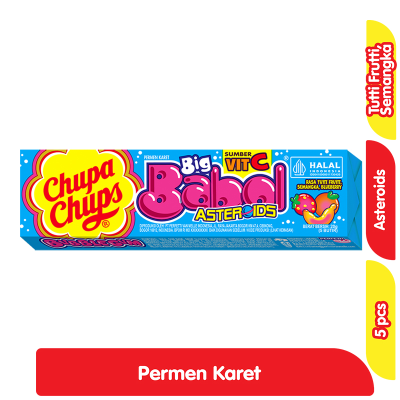 Chupa
Chups
®
PERMEN KARET
Big
SUMBER
VIT C
Babol
®
ASTEROIDS
HALAL
INDONESIA
RASA TUTTI FRUTTI,
SEMANGKA, BLUEBERRY
Tutti Frutti,
Semangka
Asteroids
5 pcs
Permen Karet